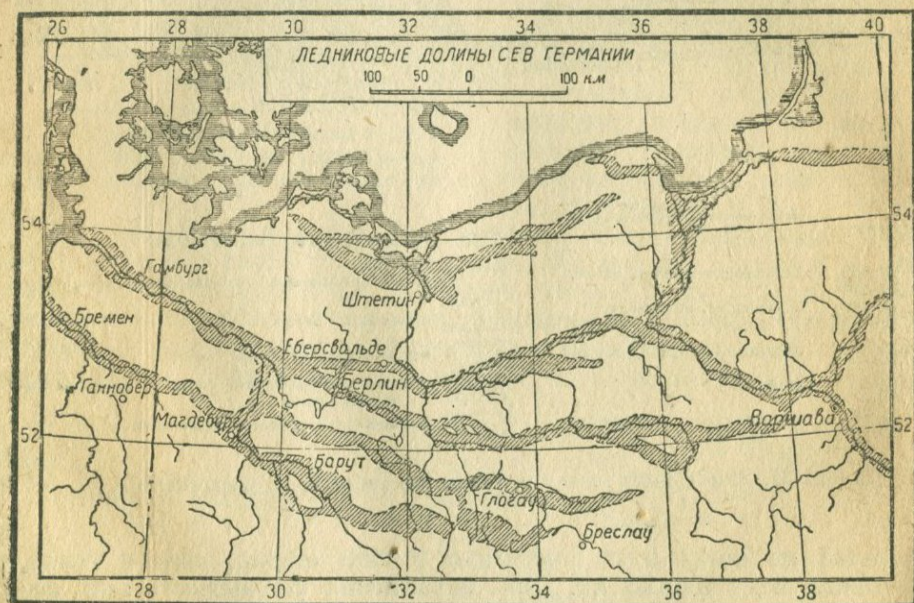 26 28 30 32 34 36 38 40
ЛЕДНИКОВЫЕ ДОЛИНЫ СЕВ ГЕРМАНИИ
100 50 0 100 км
54 54
Гамбург
Штетин
Бремен
Еберсвальде
Ганновер
Берлин
Магдебург
Варшава
52 52
Барут
Глогау
Бреслау
28 30 32 34 36 38